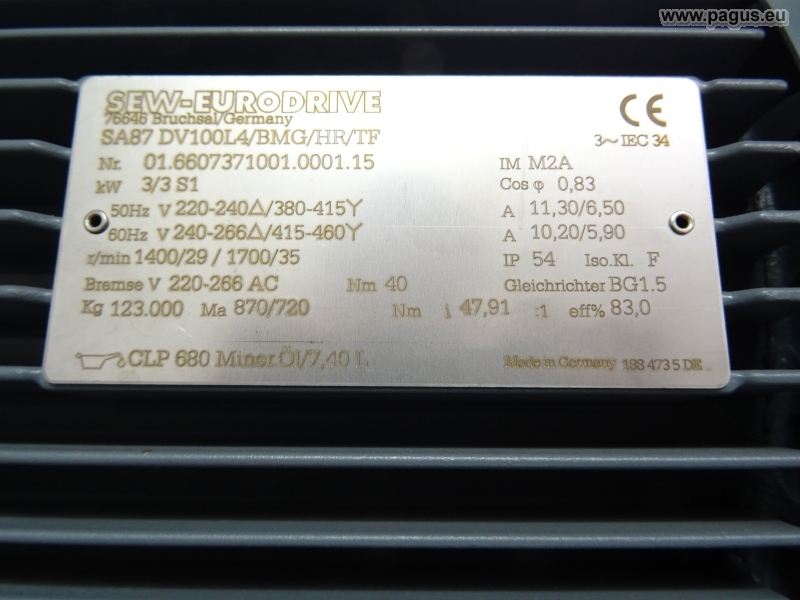 www.pagus.eu
SEW-EURODRIVE
76646 Bruchsal/Germany
SA87 DV100L4/BMG/HR/TF
3~ IEC 34
Nr. 01.6607371001.0001.15 IM M2A
kW 3/3 S1 Cos φ 0,83
50Hz V 220-240△/380-415Y A 11,30/6,50
60Hz V 240-266△/415-460Y A 10,20/5,90
r/min 1400/29 / 1700/35 IP 54 Iso.Kl. F
Bremse V 220-266 AC Nm 40 Gleichrichter BG1.5
Kg 123.000 Ma 870/720 Nm i 47,91 :1 eff% 83,0
CLP 680 Miner Öl/7,40 L Made in Germany 188 473 5 DE
CE